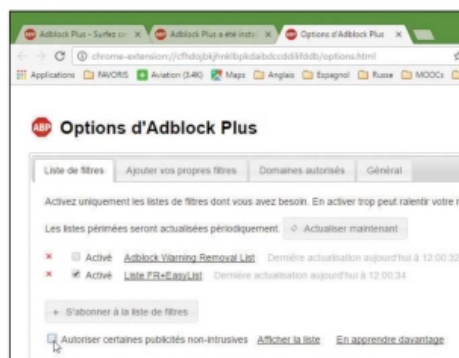 Adblock Plus - Surfez sa
Adblock Plus a été instal
Options d'Adblock Plus
chrome-extension://cfhdojbkjhnklbpkdaibdccddilifddb/options.html
Applications FAVORIS Aviation (3.4K) Maps Anglais Espagnol Russe MOOCs
ABP Options d'Adblock Plus
Liste de filtres Ajouter vos propres filtres Domaines autorisés Général
Activez uniquement les listes de filtres dont vous avez besoin. En activer trop peut ralentir votre
Les listes périmées seront actualisées périodiquement. Actualiser maintenant
Activé Adblock Warning Removal List Dernière actualisation aujourd'hui à 12:00:32
Activé Liste FR+EasyList Dernière actualisation aujourd'hui à 12:00:34
+ S'abonner à la liste de filtres
Autoriser certaines publicités non-intrusives Afficher la liste En apprendre davantage